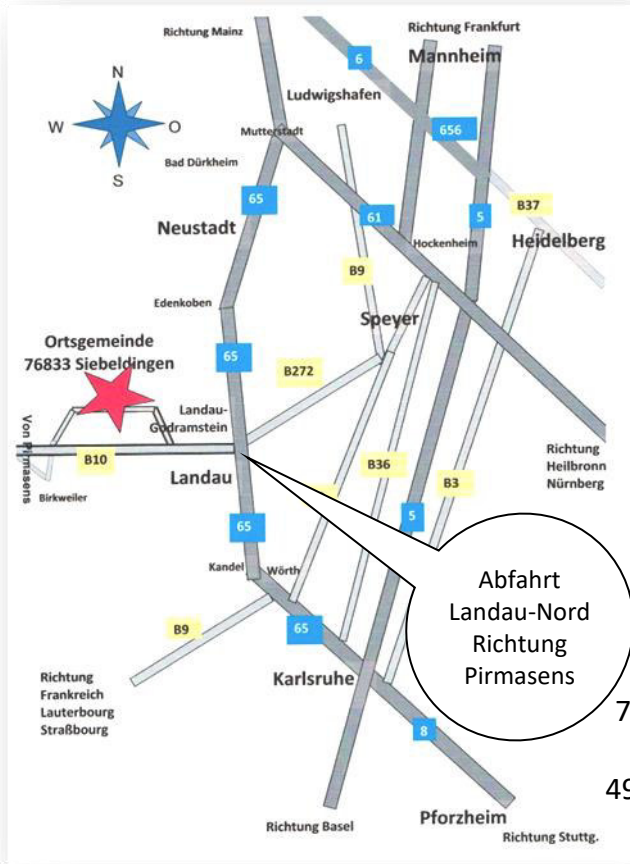 Richtung Mainz
Richtung Frankfurt
Mannheim
6
N
W
O
S
Ludwigshafen
656
Mutterstadt
Bad Dürkheim
65
61
5
B37
Neustadt
Hockenheim
Heidelberg
B9
Edenkoben
Speyer
Ortsgemeinde
76833 Siebeldingen
65
B272
Landau-
Godramstein
Von Pirmasens
B10
Birkweiler
Landau
B36
B3
Richtung
Heilbronn
Nürnberg
65
5
Kandel
Wörth
Abfahrt
Landau-Nord
Richtung
Pirmasens
B9
65
Richtung
Frankreich
Lauterbourg
Straßbourg
Karlsruhe
7
8
49
Pforzheim
Richtung Basel
Richtung Stuttg.